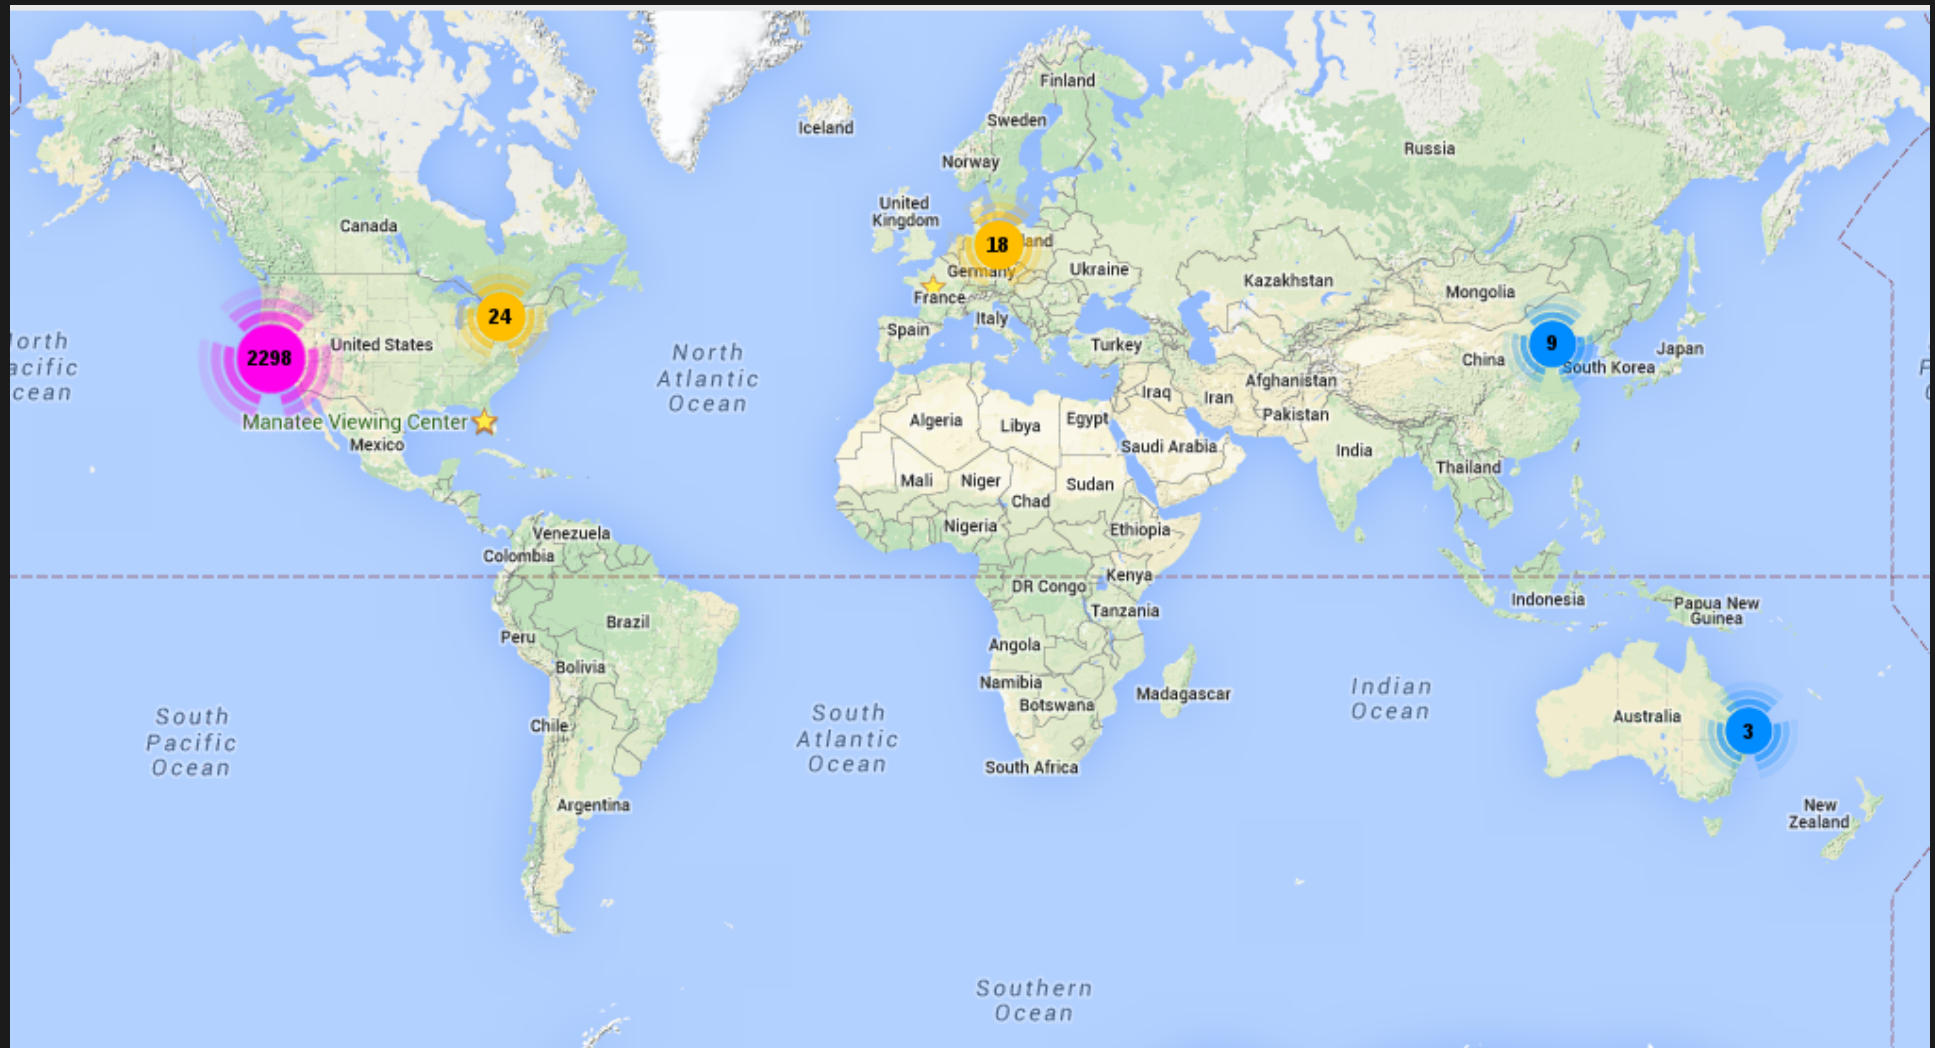 Finland
Sweden
Iceland
Russia
Norway
United
Kingdom
Canada
18
land
Germany
Ukraine
Kazakhstan
Mongolia
France
24
Italy
Spain
United States
2298
Turkey
9
China
South Korea
Japan
North
Atlantic
Ocean
Afghanistan
Iraq
Iran
Pakistan
Manatee Viewing Center
Mexico
Algeria
Libya
Egypt
Saudi Arabia
India
Thailand
Mali
Niger
Chad
Sudan
Nigeria
Ethiopia
Venezuela
Colombia
Kenya
DR Congo
Tanzania
Indonesia
Papua New
Guinea
Brazil
Peru
Bolivia
Angola
Namibia
Botswana
Madagascar
Indian
Ocean
Australia
3
South
Pacific
Ocean
Chile
South
Atlantic
Ocean
South Africa
Argentina
New
Zealand
Southern
Ocean
orth
acific
cean